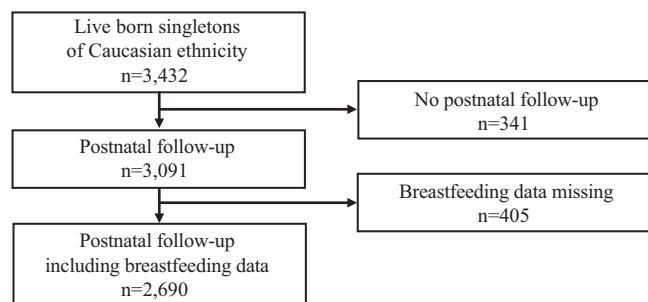 Live born singletons
of Caucasian ethnicity
n=3,432
No postnatal follow-up
n=341
Postnatal follow-up
n=3,091
Breastfeeding data missing
n=405
Postnatal follow-up
including breastfeeding data
n=2,690